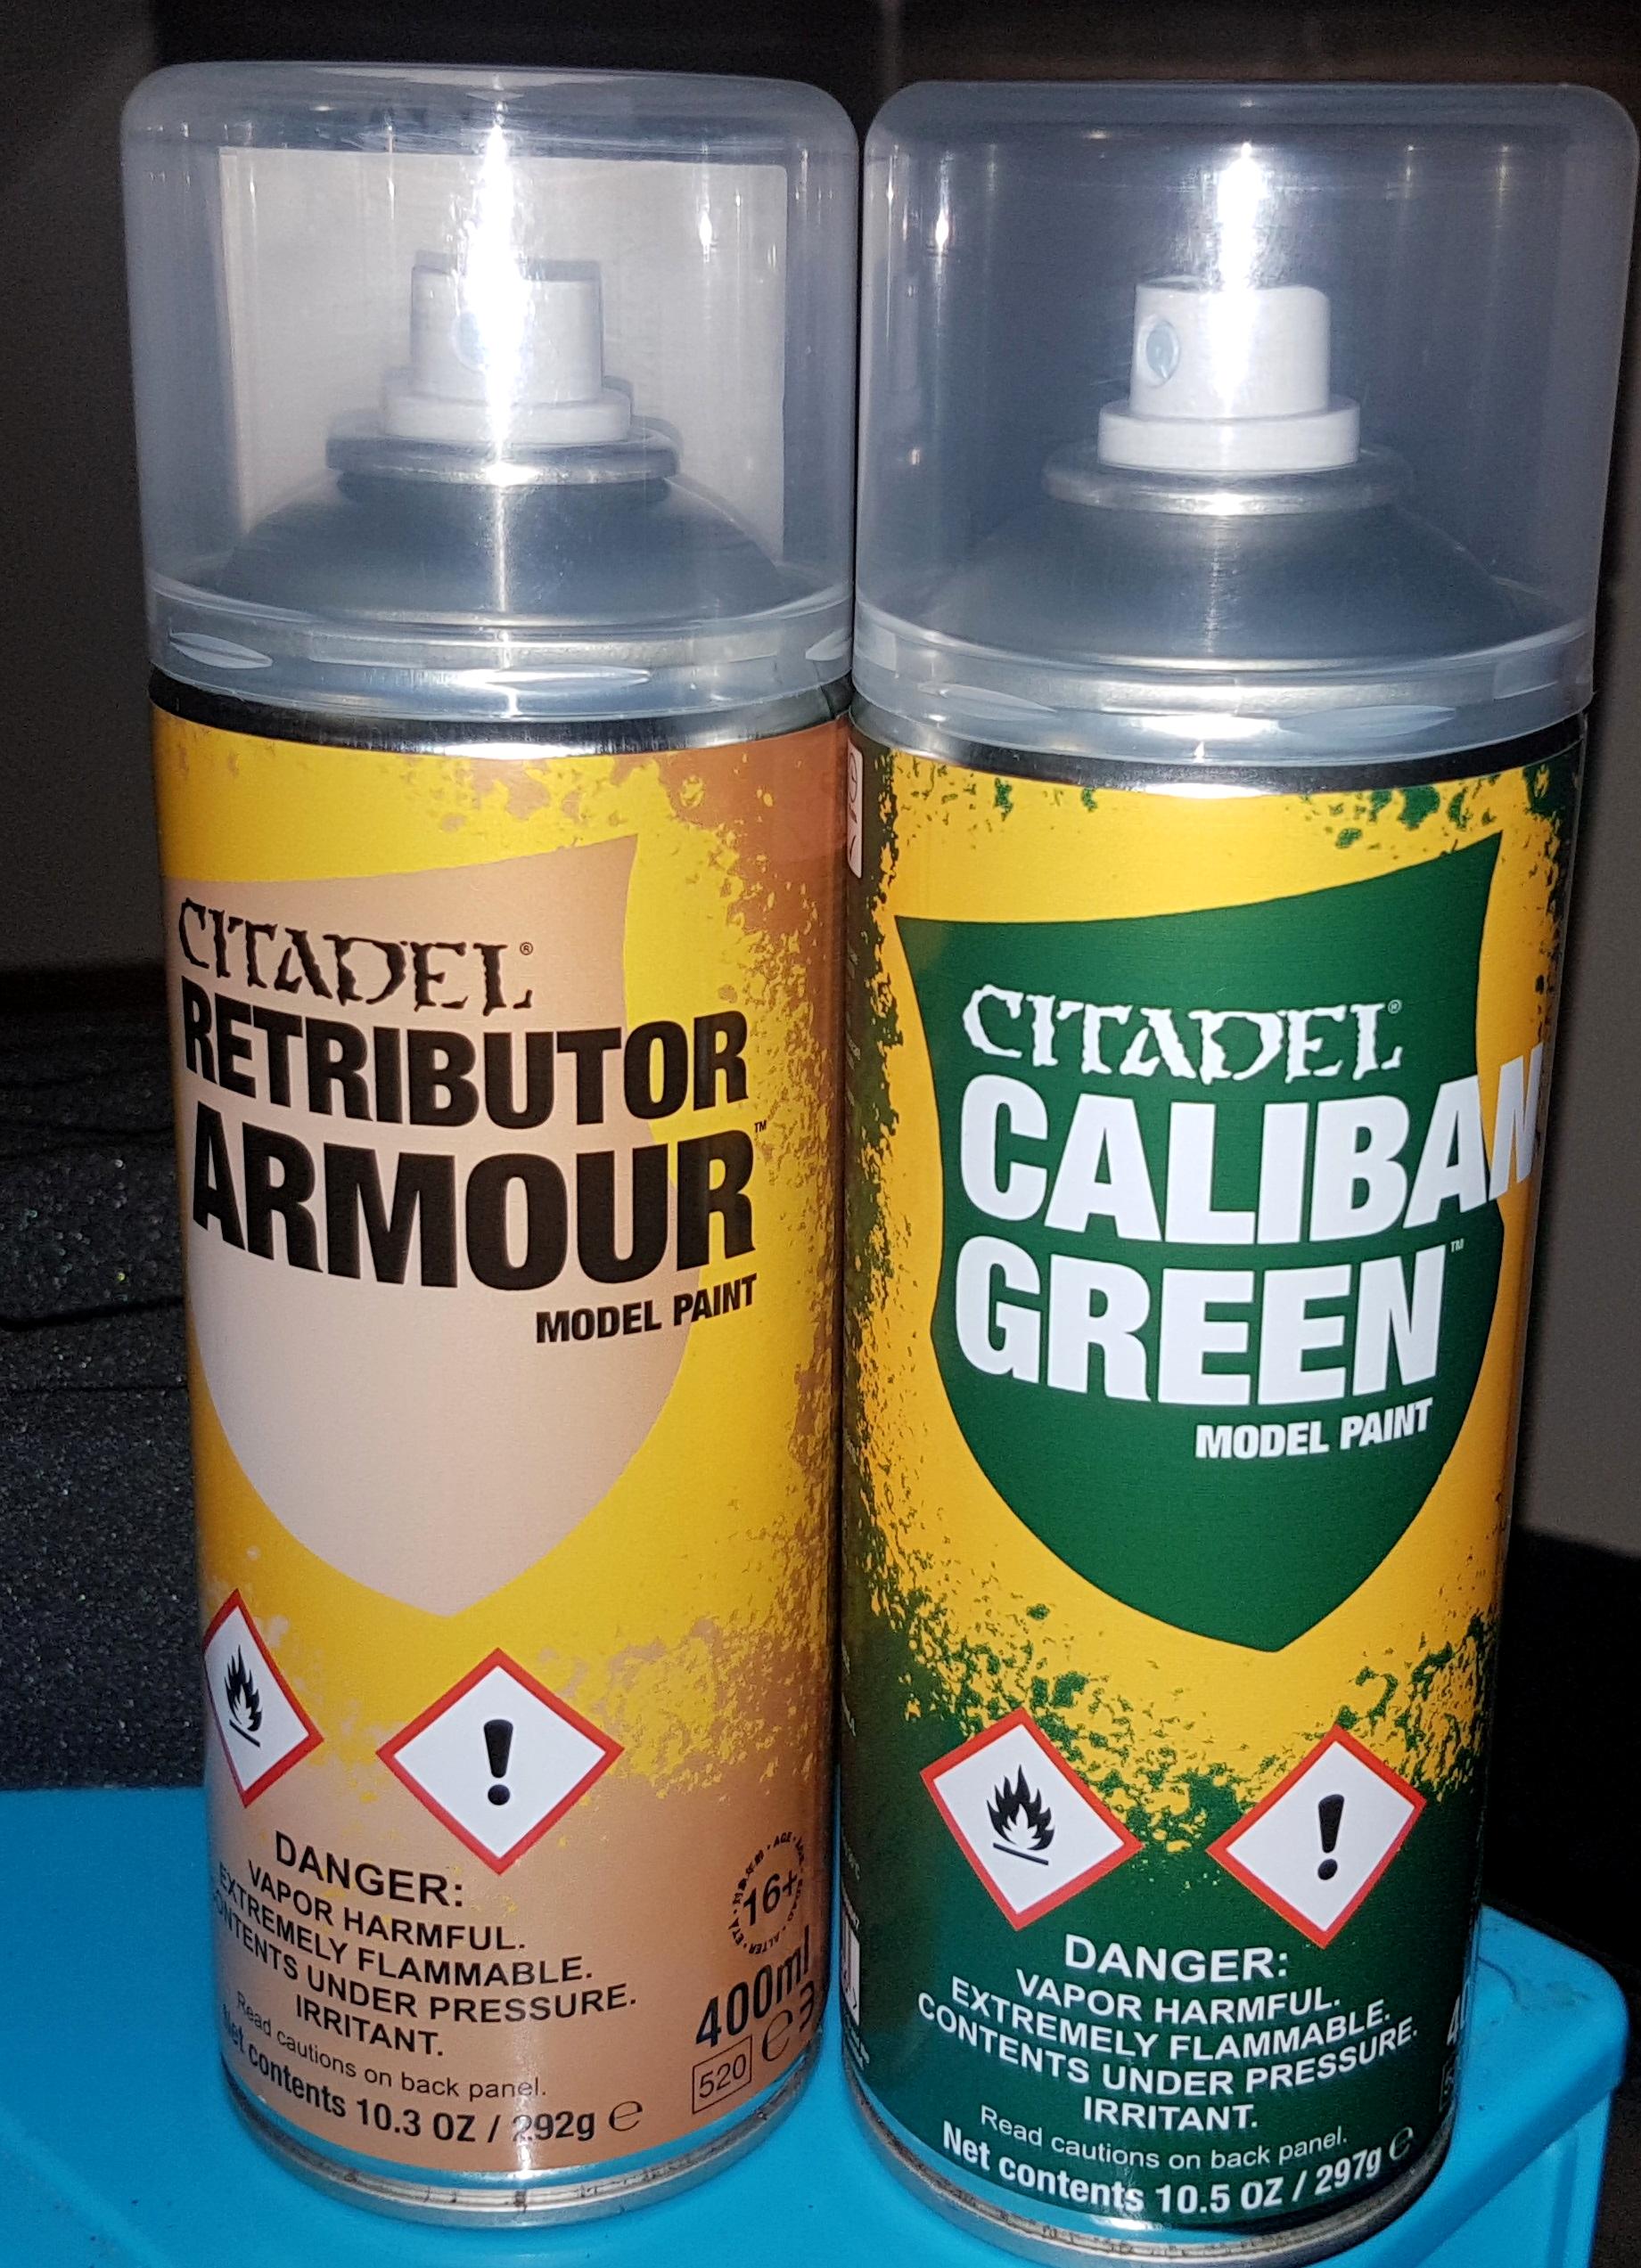 CITADEL®
RETRIBUTOR
ARMOUR™
MODEL PAINT
DANGER:
VAPOR HARMFUL.
EXTREMELY FLAMMABLE.
CONTENTS UNDER PRESSURE.
IRRITANT.
Read cautions on back panel.
Net contents 10.3 OZ / 292g ℮
16+
400ml
520 ℮
CITADEL®
CALIBAN
GREEN™
MODEL PAINT
DANGER:
VAPOR HARMFUL.
EXTREMELY FLAMMABLE.
CONTENTS UNDER PRESSURE.
IRRITANT.
Read cautions on back panel.
Net contents 10.5 OZ / 297g ℮